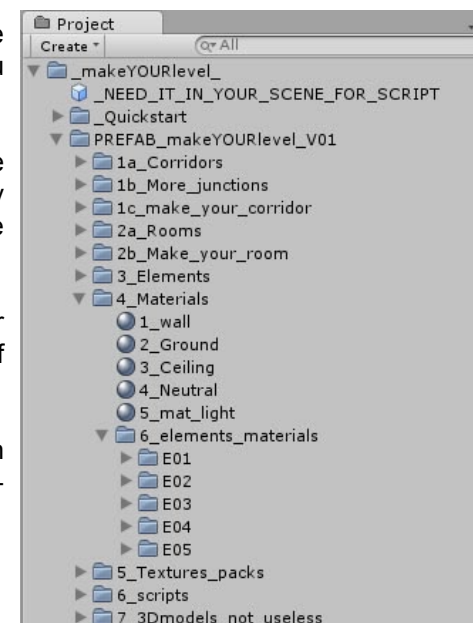 Project
Create
All
_makeYOURlevel_
_NEED_IT_IN_YOUR_SCENE_FOR_SCRIPT
_Quickstart
PREFAB_makeYOURlevel_V01
1a_Corridors
1b_More_junctions
1c_make_your_corridor
2a_Rooms
2b_Make_your_room
3_Elements
4_Materials
1_wall
2_Ground
3_Ceiling
4_Neutral
5_mat_light
6_elements_materials
E01
E02
E03
E04
E05
5_Textures_packs
6_scripts
7_3Dmodels_not_useless